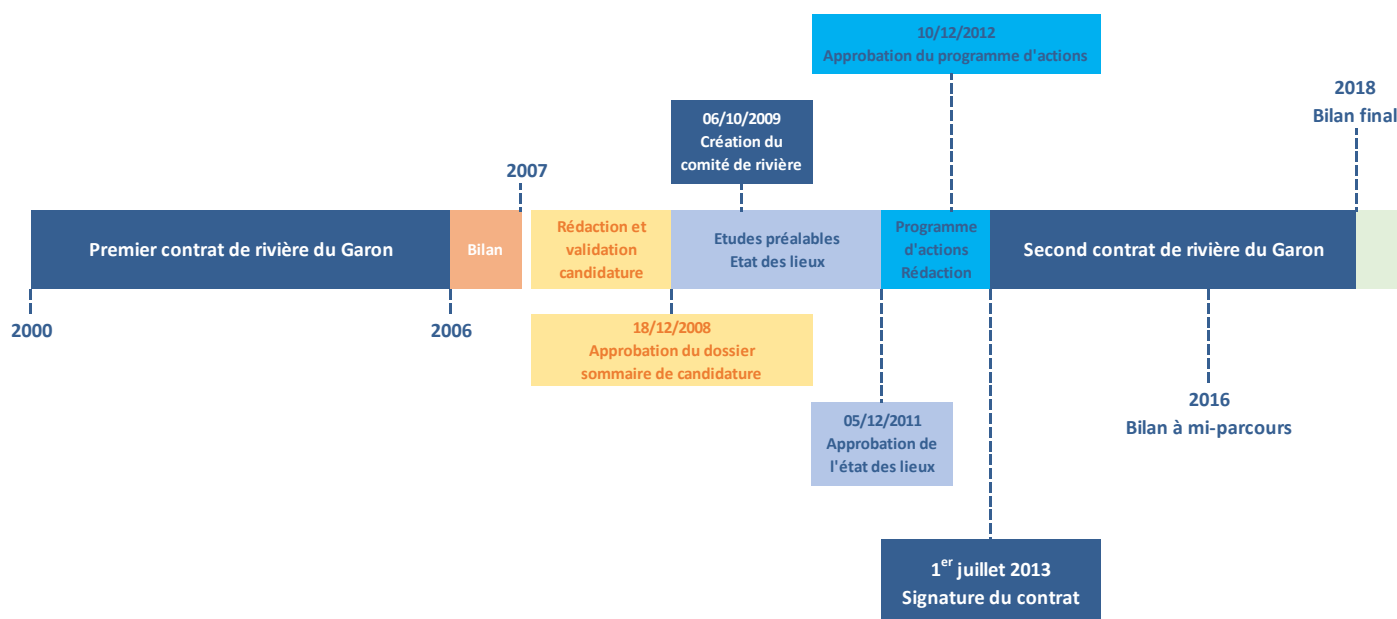 10/12/2012
Approbation du programme d'actions
2018
Bilan final
06/10/2009
Création du
comité de rivière
2007
Premier contrat de rivière du Garon
Bilan
Rédaction et
validation
candidature
Etudes préalables
Etat des lieux
Programme
d'actions
Rédaction
Second contrat de rivière du Garon
2000
2006
18/12/2008
Approbation du dossier
sommaire de candidature
2016
Bilan à mi-parcours
05/12/2011
Approbation de
l'état des lieux
1er juillet 2013
Signature du contrat